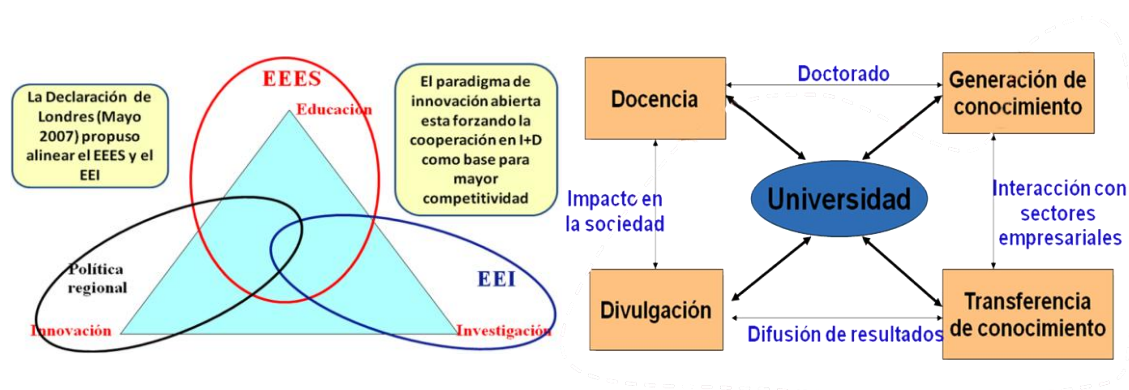 La Declaración de
Londres (Mayo
2007) propuso
alinear el EEES y el
EEI
EEES
Educación
El paradigma de
innovación abierta
esta forzando la
cooperación en I+D
como base para
mayor
competitividad
Política
regional
EEI
Innovación
Investigación
Docencia
Doctorado
Generación de
conocimiento
Universidad
Impacto en
la sociedad
Interacción con
sectores
empresariales
Divulgación
Difusión de resultados
Transferencia
de conocimiento